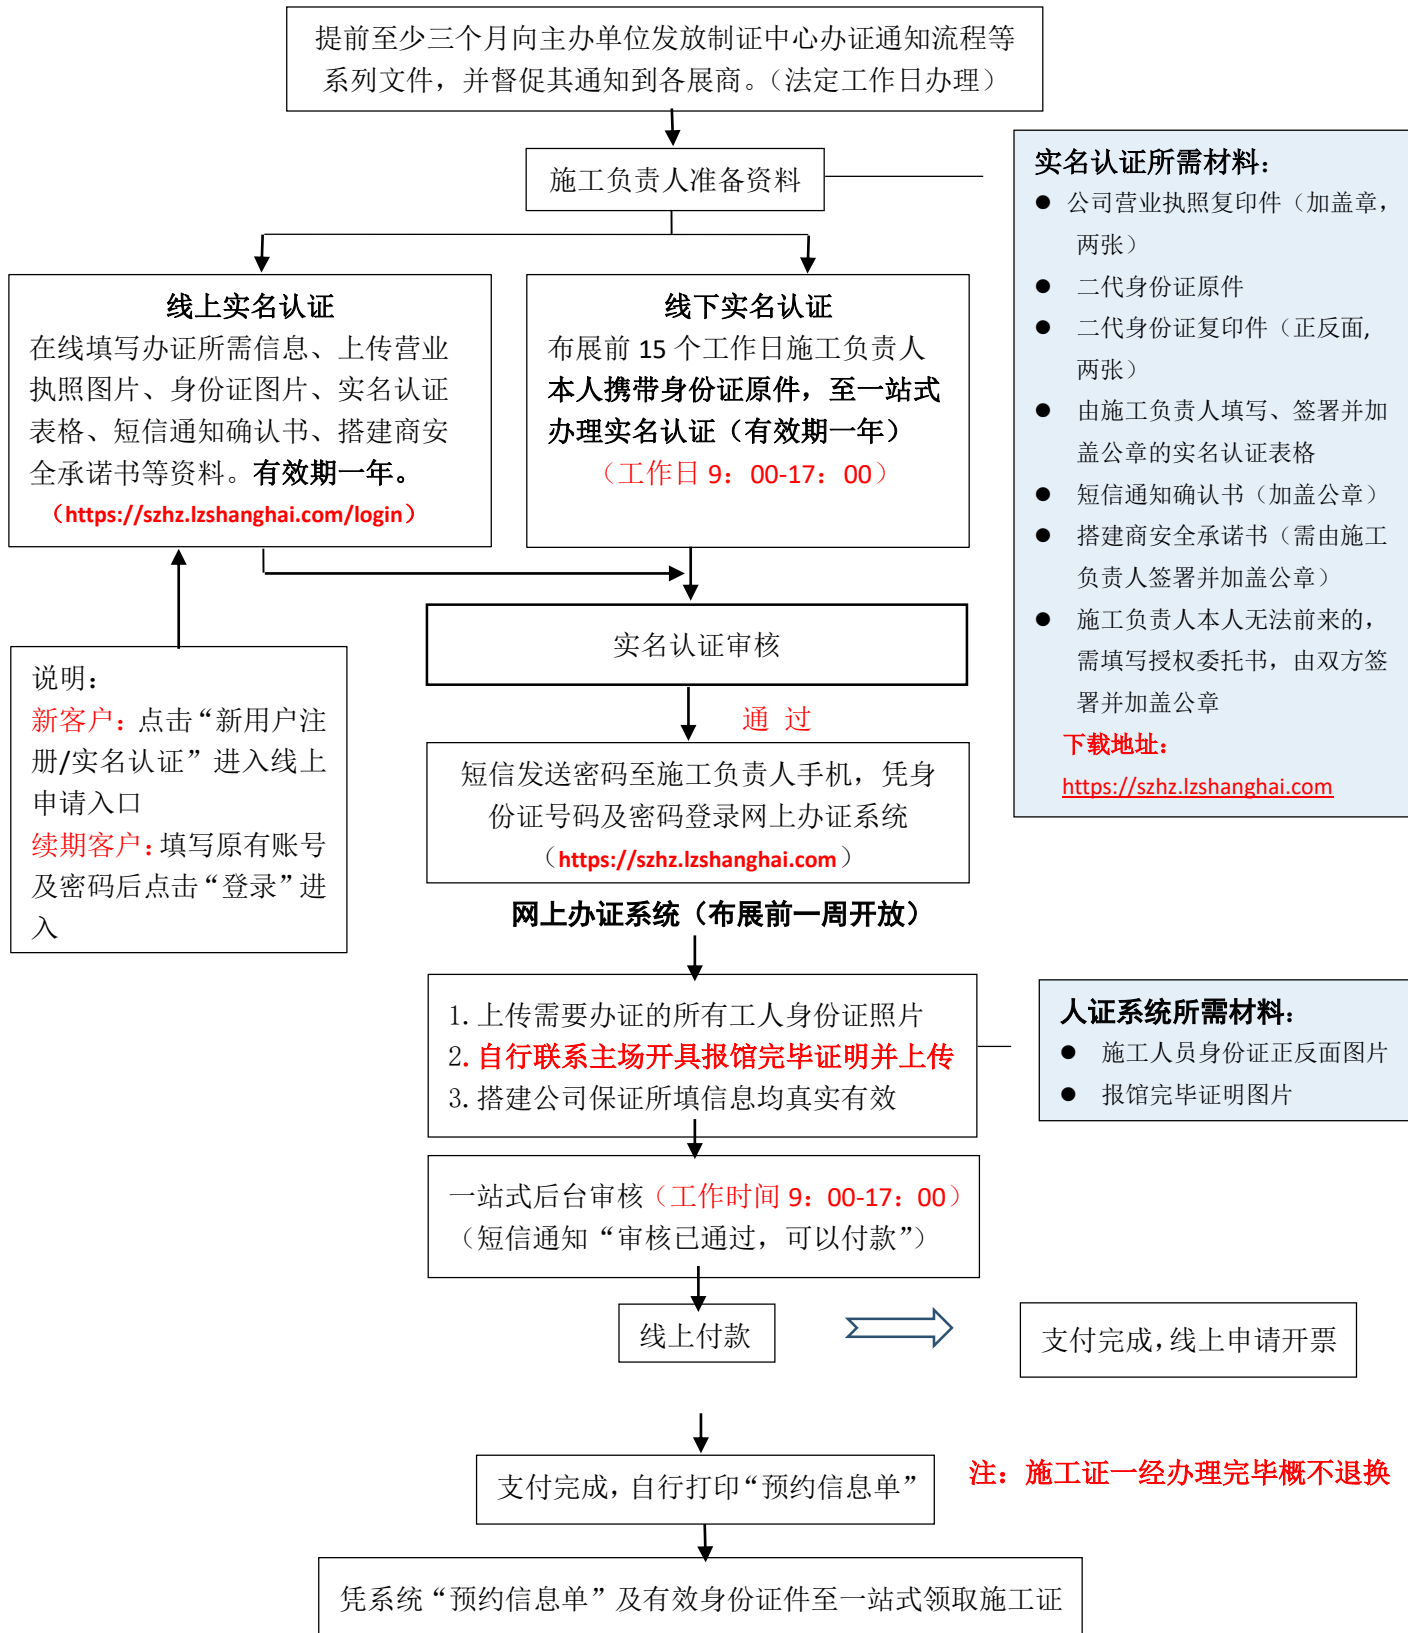 提前至少三个月向主办单位发放制证中心办证通知流程等
系列文件，并督促其通知到各展商。（法定工作日办理）
施工负责人准备资料
实名认证所需材料：
● 公司营业执照复印件（加盖章，
两张）
● 二代身份证原件
● 二代身份证复印件（正反面,
两张）
● 由施工负责人填写、签署并加
盖公章的实名认证表格
● 短信通知确认书（加盖公章）
● 搭建商安全承诺书（需由施工
负责人签署并加盖公章）
● 施工负责人本人无法前来的，
需填写授权委托书，由双方签
署并加盖公章
下载地址：
https://szhz.lzshanghai.com
线上实名认证
在线填写办证所需信息、上传营业
执照图片、身份证图片、实名认证
表格、短信通知确认书、搭建商安
全承诺书等资料。有效期一年。
（https://szhz.lzshanghai.com/login）
线下实名认证
布展前 15 个工作日施工负责人
本人携带身份证原件，至一站式
办理实名认证（有效期一年）
（工作日 9：00-17：00）
实名认证审核
说明：
新客户：点击“新用户注
册/实名认证”进入线上
申请入口
续期客户：填写原有账号
及密码后点击“登录”进
入
通 过
短信发送密码至施工负责人手机，凭身
份证号码及密码登录网上办证系统
（https://szhz.lzshanghai.com）
网上办证系统（布展前一周开放）
1.上传需要办证的所有工人身份证照片
2.自行联系主场开具报馆完毕证明并上传
3.搭建公司保证所填信息均真实有效
人证系统所需材料：
● 施工人员身份证正反面图片
● 报馆完毕证明图片
一站式后台审核（工作时间 9：00-17：00）
（短信通知“审核已通过，可以付款”）
线上付款
支付完成，线上申请开票
支付完成，自行打印“预约信息单”
注：施工证一经办理完毕概不退换
凭系统“预约信息单”及有效身份证件至一站式领取施工证